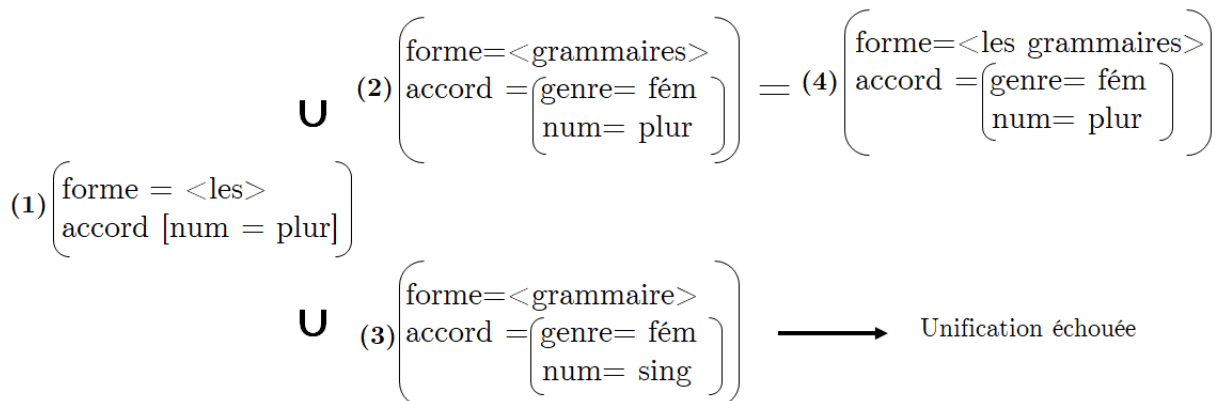 (1) forme = <les>
accord [num = plur]
∪
(2) forme=<grammaires>
accord = genre= fém
num= plur
=
(4) forme=<les grammaires>
accord = genre= fém
num= plur
∪
(3) forme=<grammaire>
accord = genre= fém
num= sing
Unification échouée